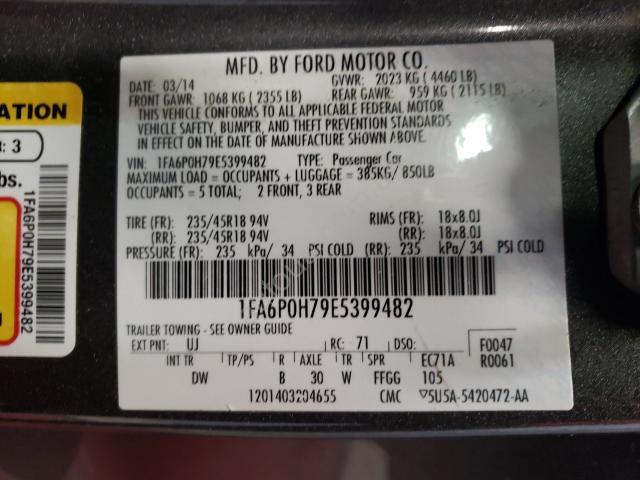 MFD. BY FORD MOTOR CO.
DATE: 03/14 GVWR: 2023 KG ( 4460 LB)
FRONT GAWR: 1068 KG ( 2355 LB) REAR GAWR: 959 KG ( 2115 LB)
THIS VEHICLE CONFORMS TO ALL APPLICABLE FEDERAL MOTOR
VEHICLE SAFETY, BUMPER, AND THEFT PREVENTION STANDARDS
IN EFFECT ON THE DATE OF MANUFACTURE SHOWN ABOVE.
VIN: 1FA6P0H79E5399482 TYPE: Passenger Car
MAXIMUM LOAD = OCCUPANTS + LUGGAGE = 385KG/ 850LB
OCCUPANTS = 5 TOTAL; 2 FRONT, 3 REAR
TIRE (FR): 235/45R18 94V RIMS (FR): 18x8.0J
(RR): 235/45R18 94V (RR): 18x8.0J
PRESSURE (FR): 235 kPa/ 34 PSI COLD (RR): 235 kPa/ 34 PSI COLD
1FA6P0H79E5399482
TRAILER TOWING - SEE OWNER GUIDE
EXT PNT: UJ RC: 71 DSO: F0047
INT TR TP/PS R AXLE TR SPR EC71A R0061
DW B 30 W FFGG 105
1201403204655 CMC ▽5U5A-5420472-AA
ATION
: 3
bs.
1FA6P0H79E5399482